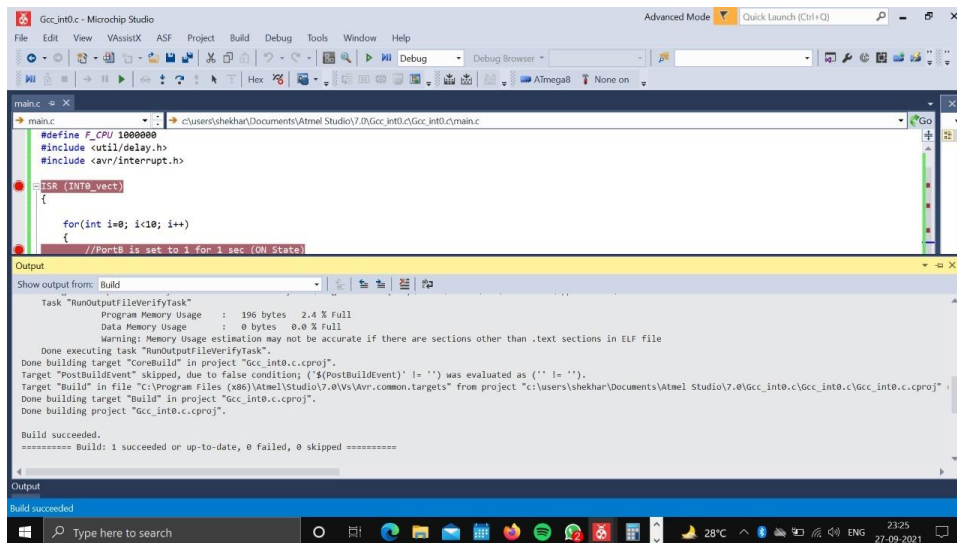 Gcc_int0.c - Microchip Studio
Advanced Mode
Quick Launch (Ctrl+Q)
File Edit View VAssistX ASF Project Build Debug Tools Window Help
Debug
Debug Browser
Hex
ATmega8
None on
main.c
main.c
c:\users\shekhar\Documents\Atmel Studio\7.0\Gcc_int0.c\Gcc_int0.c\main.c
Go
#define F_CPU 1000000
#include <util/delay.h>
#include <avr/interrupt.h>
ISR (INT0_vect)
{
for(int i=0; i<10; i++)
{
//PortB is set to 1 for 1 sec (ON State)
Output
Show output from: Build
Task "RunOutputFileVerifyTask"
Program Memory Usage : 196 bytes 2.4 % Full
Data Memory Usage : 0 bytes 0.0 % Full
Warning: Memory Usage estimation may not be accurate if there are sections other than .text sections in ELF file
Done executing task "RunOutputFileVerifyTask".
Done building target "CoreBuild" in project "Gcc_int0.c.cproj".
Target "PostBuildEvent" skipped, due to false condition; ('$(PostBuildEvent)' != '') was evaluated as ('' != '').
Target "Build" in file "C:\Program Files (x86)\Atmel\Studio\7.0\Vs\Avr.common.targets" from project "c:\users\shekhar\Documents\Atmel Studio\7.0\Gcc_int0.c\Gcc_int0.c\Gcc_int0.c.cproj"
Done building target "Build" in project "Gcc_int0.c.cproj".
Done building project "Gcc_int0.c.cproj".
Build succeeded.
========== Build: 1 succeeded or up-to-date, 0 failed, 0 skipped ==========
Output
Build succeeded
Type here to search
28°C
ENG
23:25
27-09-2021